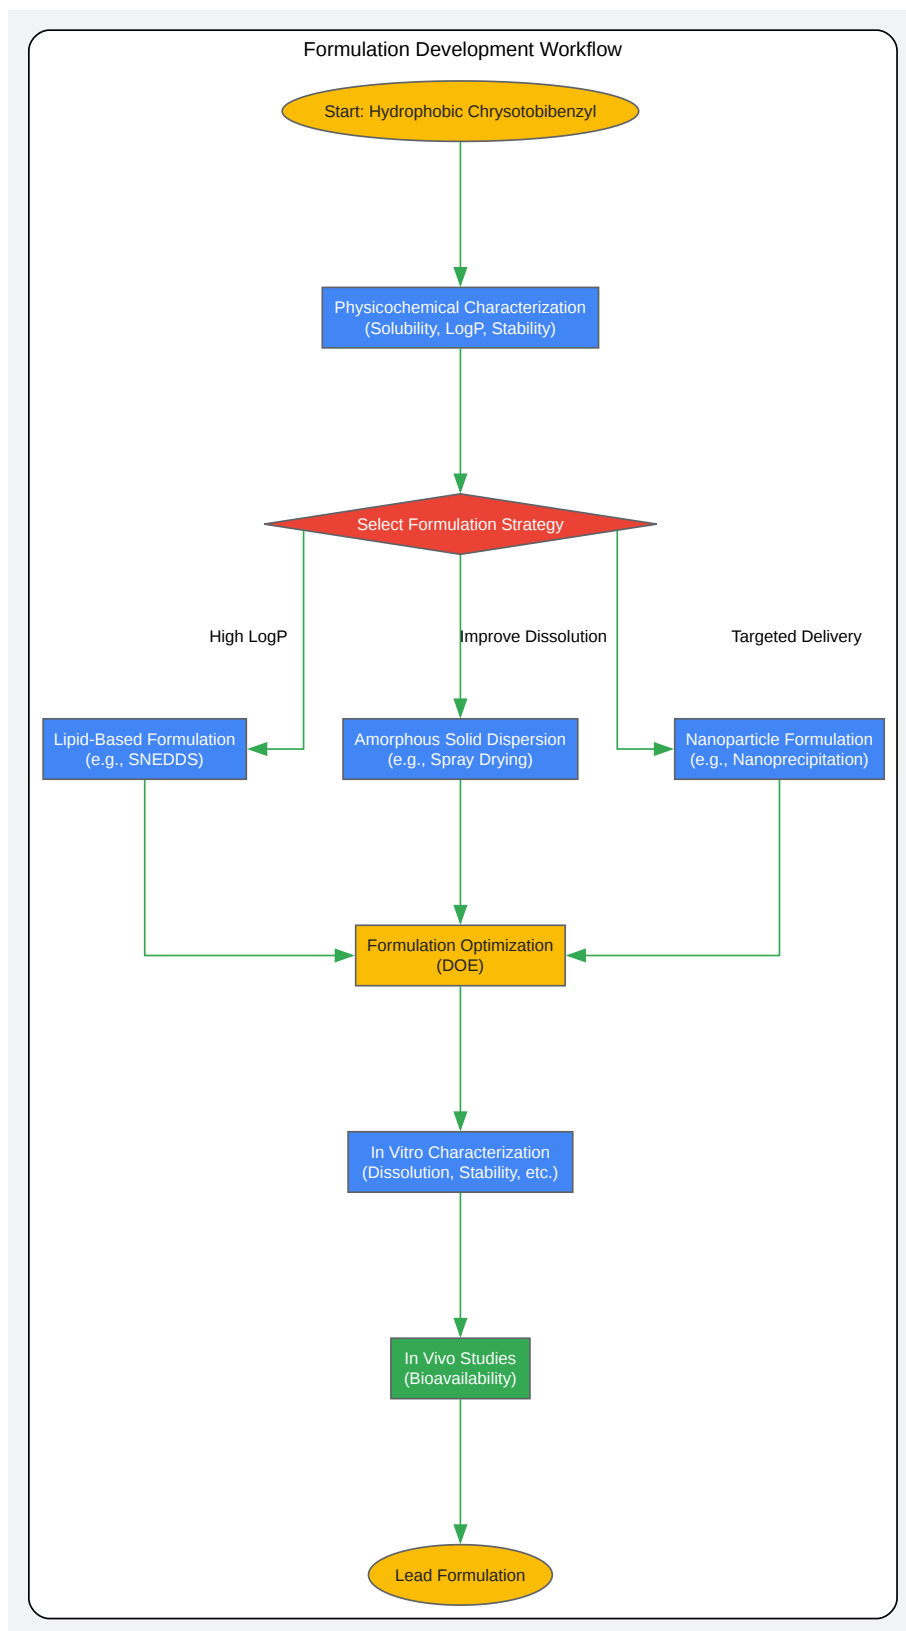 Formulation Development Workflow
Start: Hydrophobic Chrysotobibenzyl
Physicochemical Characterization
(Solubility, LogP, Stability)
Select Formulation Strategy
High LogP
Improve Dissolution
Targeted Delivery
Lipid-Based Formulation
(e.g., SNEDDS)
Amorphous Solid Dispersion
(e.g., Spray Drying)
Nanoparticle Formulation
(e.g., Nanoprecipitation)
Formulation Optimization
(DOE)
In Vitro Characterization
(Dissolution, Stability, etc.)
In Vivo Studies
(Bioavailability)
Lead Formulation